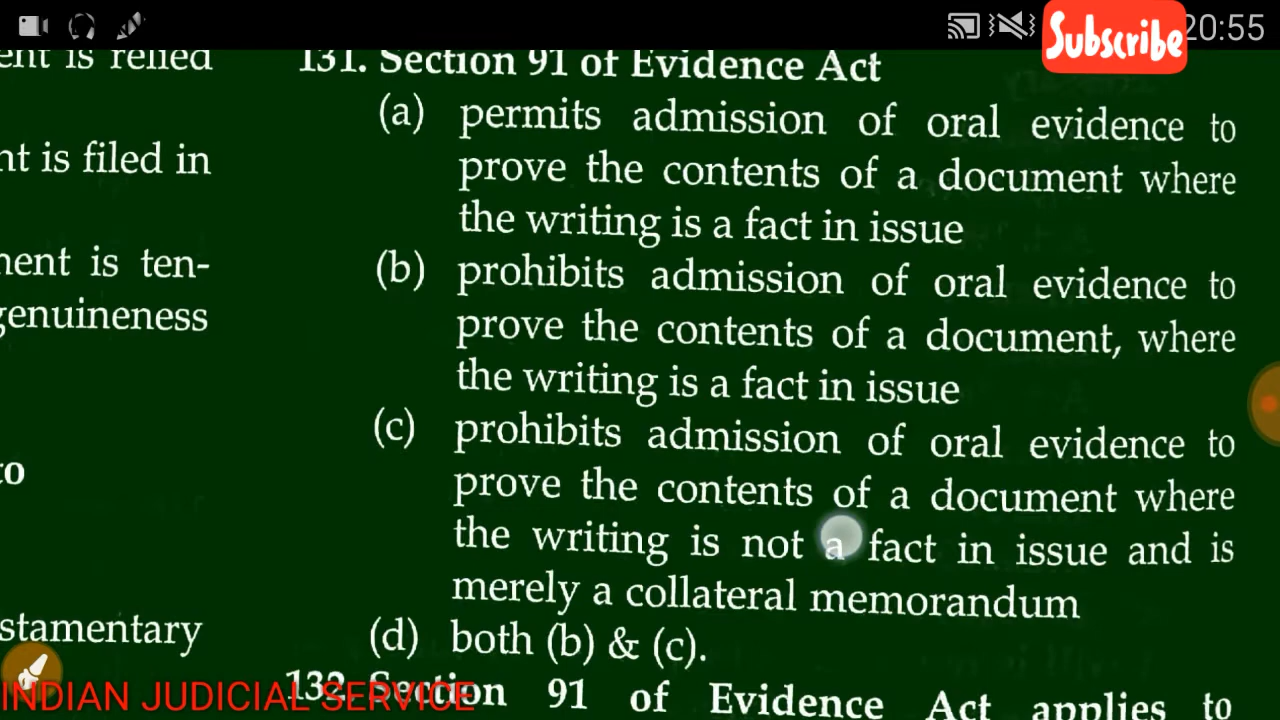 20:55
Subscribe
ent is relied
nt is filed in
nent is ten-
genuineness
to
stamentary
131. Section 91 of Evidence Act
(a) permits admission of oral evidence to
prove the contents of a document where
the writing is a fact in issue
(b) prohibits admission of oral evidence to
prove the contents of a document, where
the writing is a fact in issue
(c) prohibits admission of oral evidence to
prove the contents of a document where
the writing is not a fact in issue and is
merely a collateral memorandum
(d) both (b) & (c).
132. Section 91 of Evidence Act applies to
INDIAN JUDICIAL SERVICE